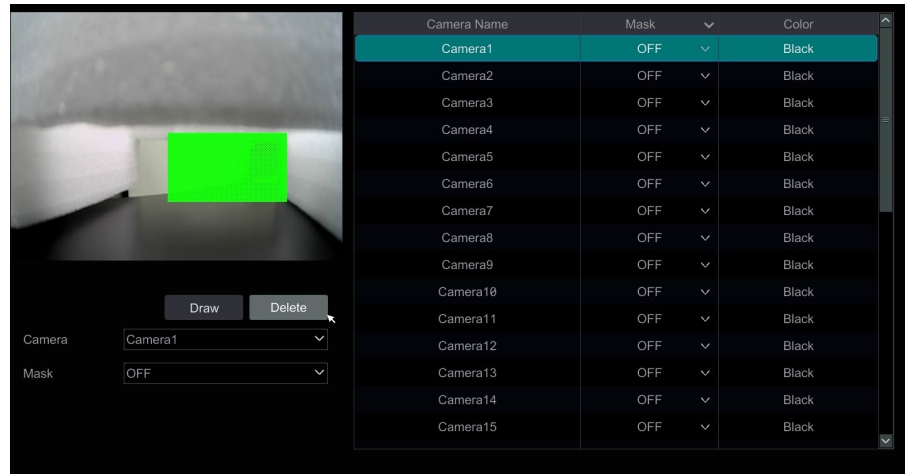 Camera Name Mask Color
Camera1 OFF Black
Camera2 OFF Black
Camera3 OFF Black
Camera4 OFF Black
Camera5 OFF Black
Camera6 OFF Black
Camera7 OFF Black
Camera8 OFF Black
Camera9 OFF Black
Camera10 OFF Black
Camera11 OFF Black
Camera12 OFF Black
Camera13 OFF Black
Camera14 OFF Black
Camera15 OFF Black
Draw Delete
Camera Camera1
Mask OFF